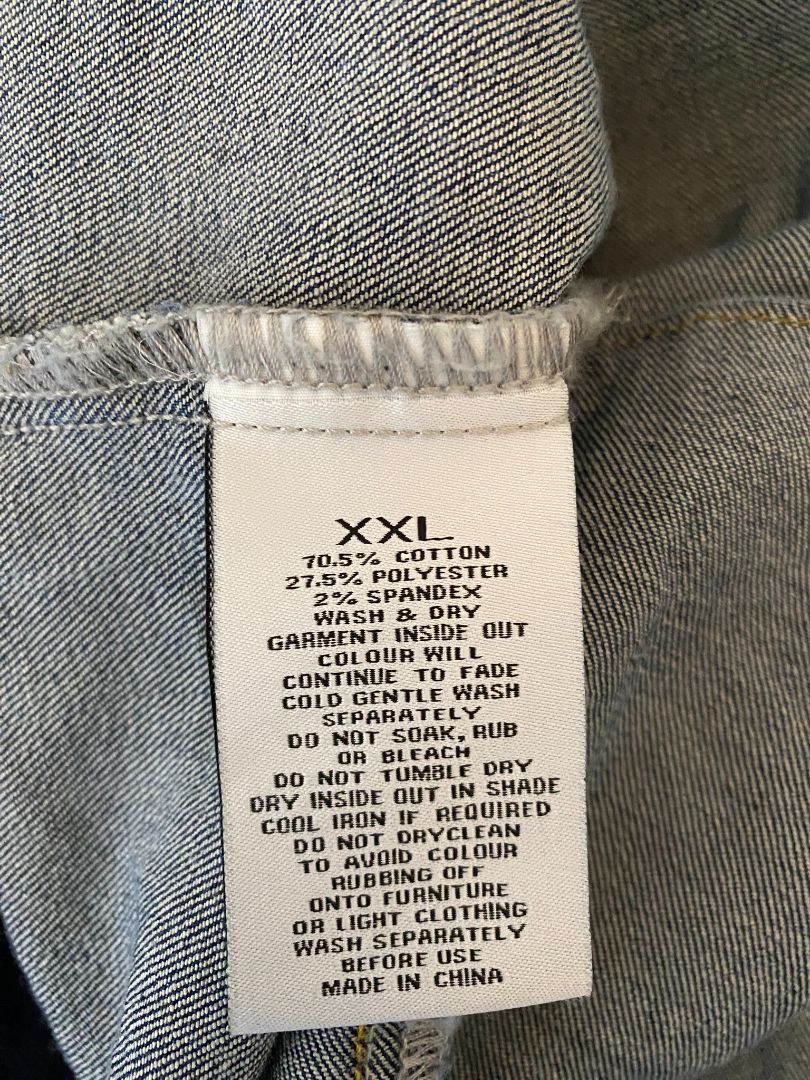 XXL
70.5% COTTON
27.5% POLYESTER
2% SPANDEX
WASH & DRY
GARMENT INSIDE OUT
COLOUR WILL
CONTINUE TO FADE
COLD GENTLE WASH
SEPARATELY
DO NOT SOAK, RUB
OR BLEACH
DO NOT TUMBLE DRY
DRY INSIDE OUT IN SHADE
COOL IRON IF REQUIRED
DO NOT DRYCLEAN
TO AVOID COLOUR
RUBBING OFF
ONTO FURNITURE
OR LIGHT CLOTHING
WASH SEPARATELY
BEFORE USE
MADE IN CHINA